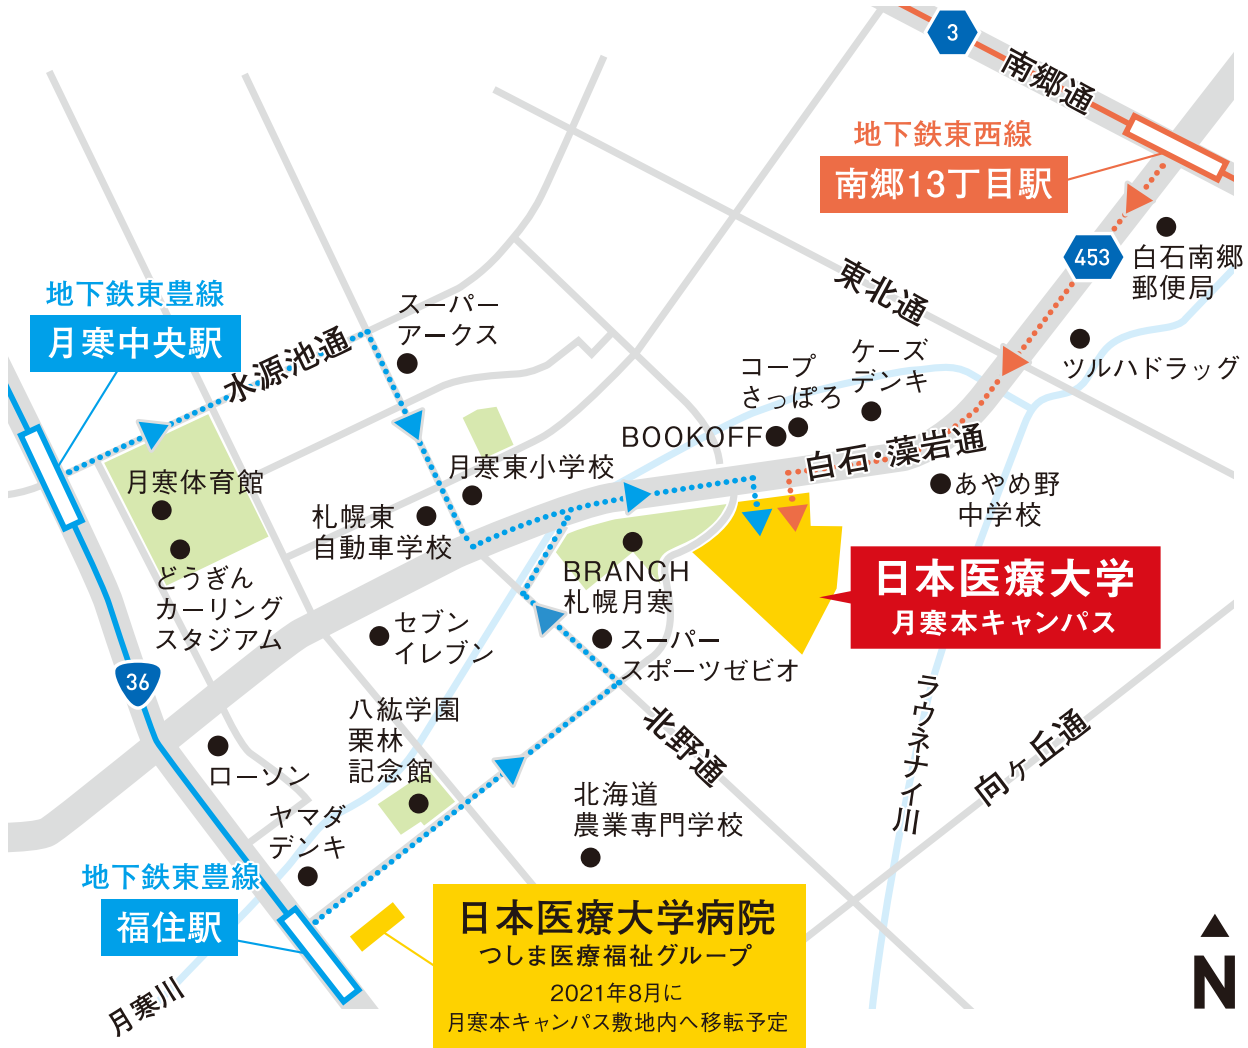 3
南郷通
地下鉄東西線
南郷13丁目駅
453
白石南郷
郵便局
東北通
ツルハドラッグ
地下鉄東豊線
月寒中央駅
水源池通
スーパー
アークス
コープ
さっぽろ
ケーズ
デンキ
BOOKOFF
白石・藻岩通
月寒体育館
月寒東小学校
あやめ野
中学校
札幌東
自動車学校
どうぎん
カーリング
スタジアム
BRANCH
札幌月寒
日本医療大学
月寒本キャンパス
セブン
イレブン
スーパー
スポーツゼビオ
36
ラウネナイ川
八紘学園
栗林
記念館
北野通
向ヶ丘通
ローソン
ヤマダ
デンキ
北海道
農業専門学校
地下鉄東豊線
福住駅
日本医療大学病院
つしま医療福祉グループ
2021年8月に
月寒本キャンパス敷地内へ移転予定
月寒川
N